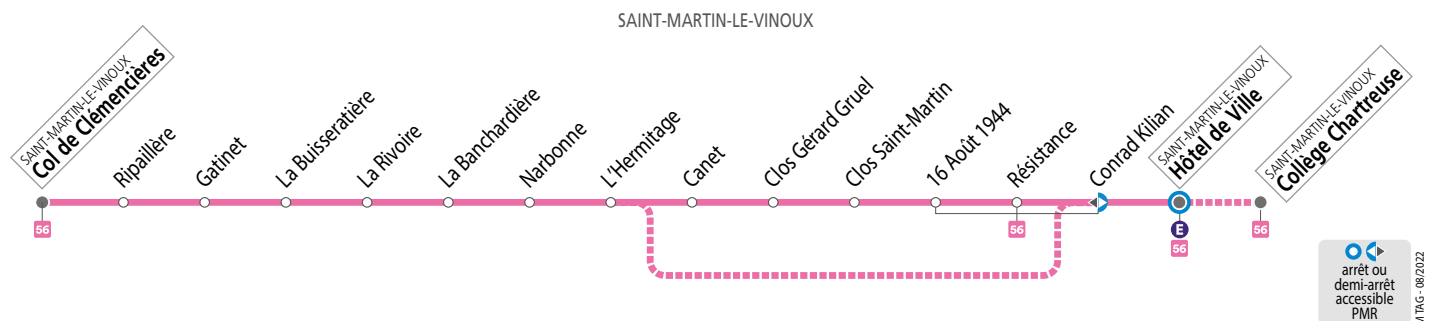 SAINT-MARTIN-LE-VINOUX
SAINT-MARTIN-LE-VINOUX
Col de Clémencières
Ripaillère
Gatinet
La Buisseratière
La Rivoire
La Banchardière
Narbonne
L'Hermitage
Canet
Clos Gérard Gruel
Clos Saint-Martin
16 Août 1944
Résistance
Conrad Kilian
SAINT-MARTIN-LE-VINOUX
Hôtel de Ville
SAINT-MARTIN-LE-VINOUX
Collège Chartreuse
56
56
E
56
56
arrêt ou
demi-arrêt
accessible
PMR
TAG - 08/2022